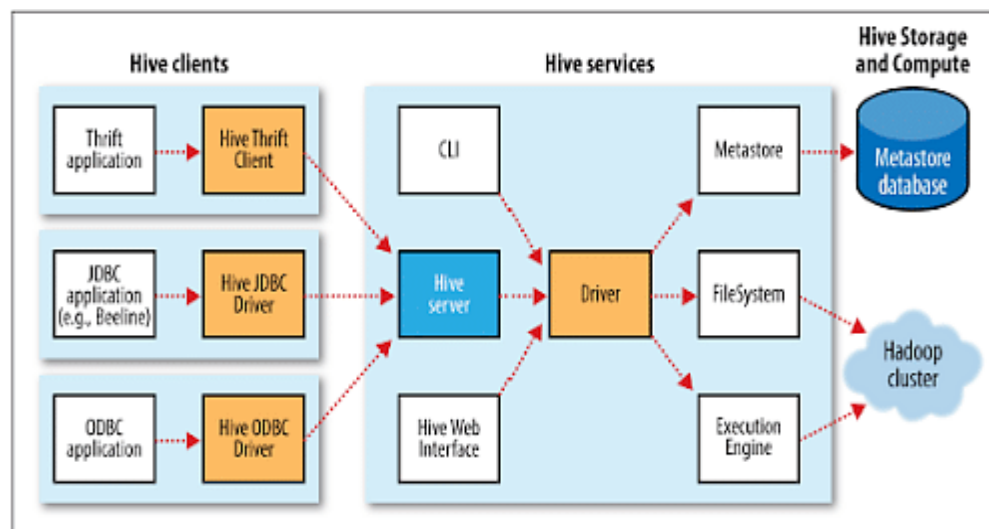 Hive clients
Thrift
application
Hive Thrift
Client
JDBC
application
(e.g., Beeline)
Hive JDBC
Driver
ODBC
application
Hive ODBC
Driver
Hive services
CLI
Hive
server
Hive Web
Interface
Driver
Metastore
FileSystem
Execution
Engine
Hive Storage
and Compute
Metastore
database
Hadoop
cluster